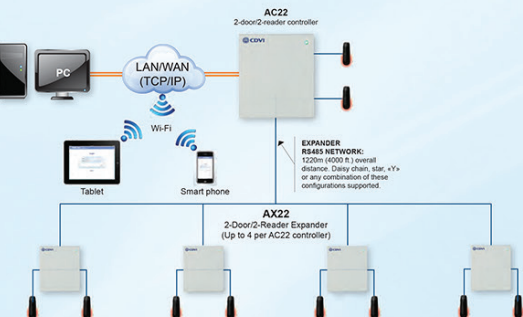 AC22
2-door/2-reader controller
CDVI
PC
LAN/WAN
(TCP/IP)
Wi-Fi
EXPANDER
RS485 NETWORK:
1220m (4000 ft.) overall
distance. Daisy chain, star, «Y»
or any combination of these
configurations supported.
Tablet
Smart phone
AX22
2-Door/2-Reader Expander
(Up to 4 per AC22 controller)